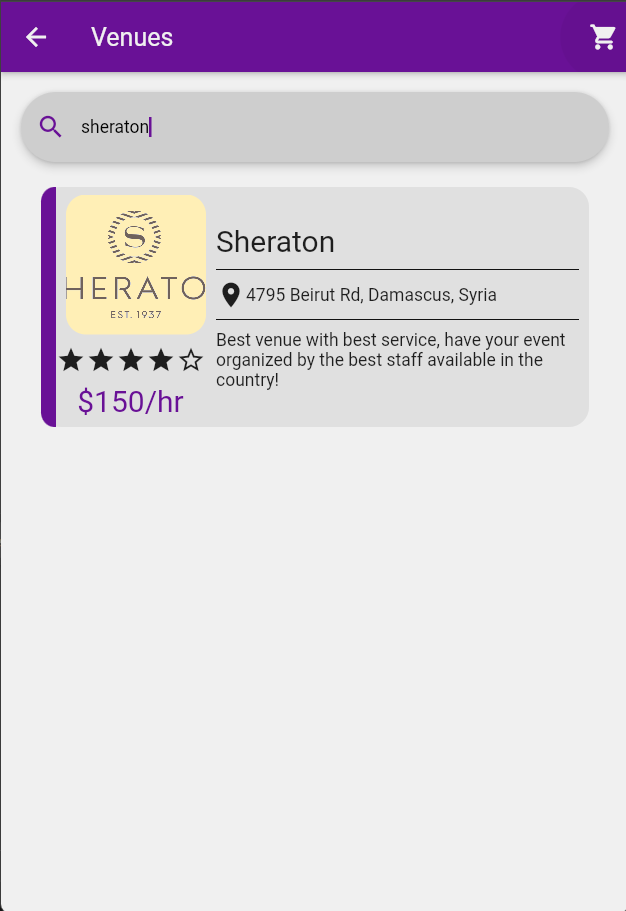 Venues
sheraton
S
HERATO
EST. 1937
Sheraton
4795 Beirut Rd, Damascus, Syria
Best venue with best service, have your event
organized by the best staff available in the
country!
$150/hr